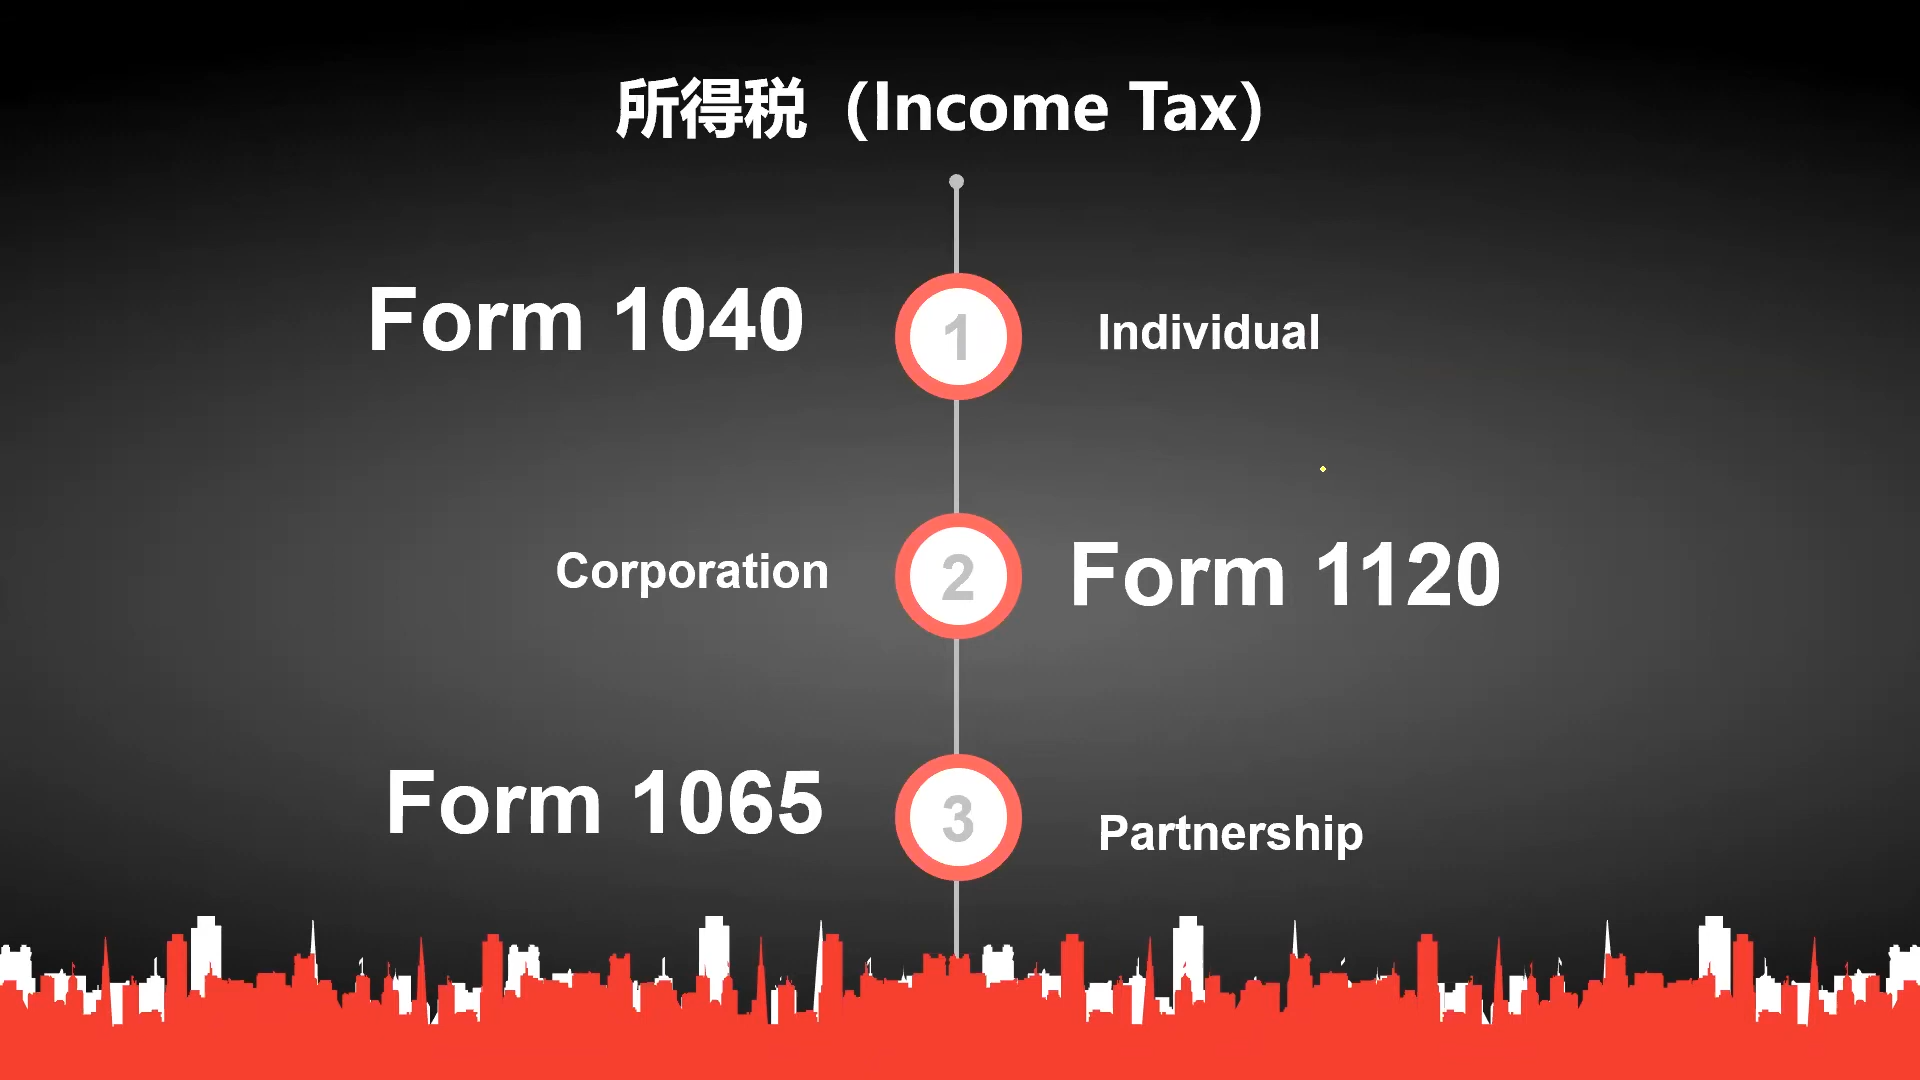 所得税（Income Tax）
Form 1040
1
Individual
Corporation
2
Form 1120
Form 1065
3
Partnership